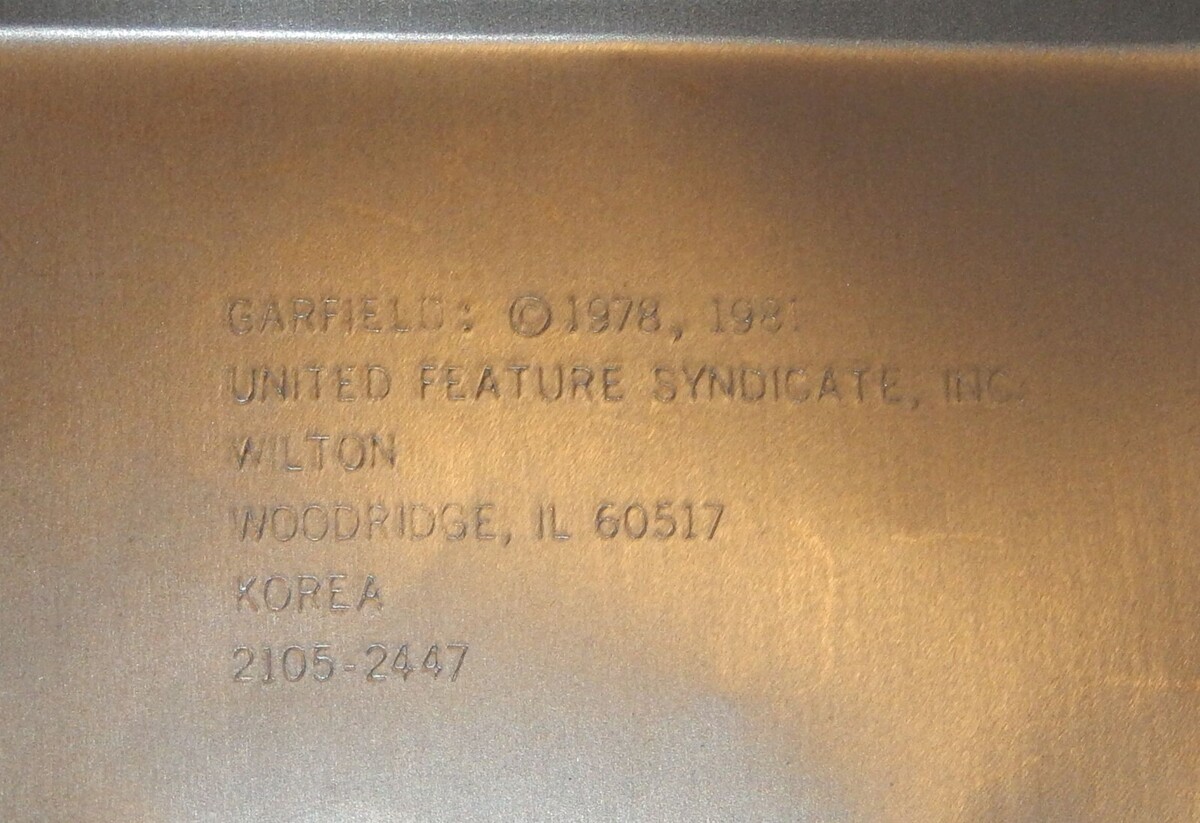 GARFIELD: ©1978, 1981
UNITED FEATURE SYNDICATE, INC.
WILTON
WOODRIDGE, IL 60517
KOREA
2105-2447